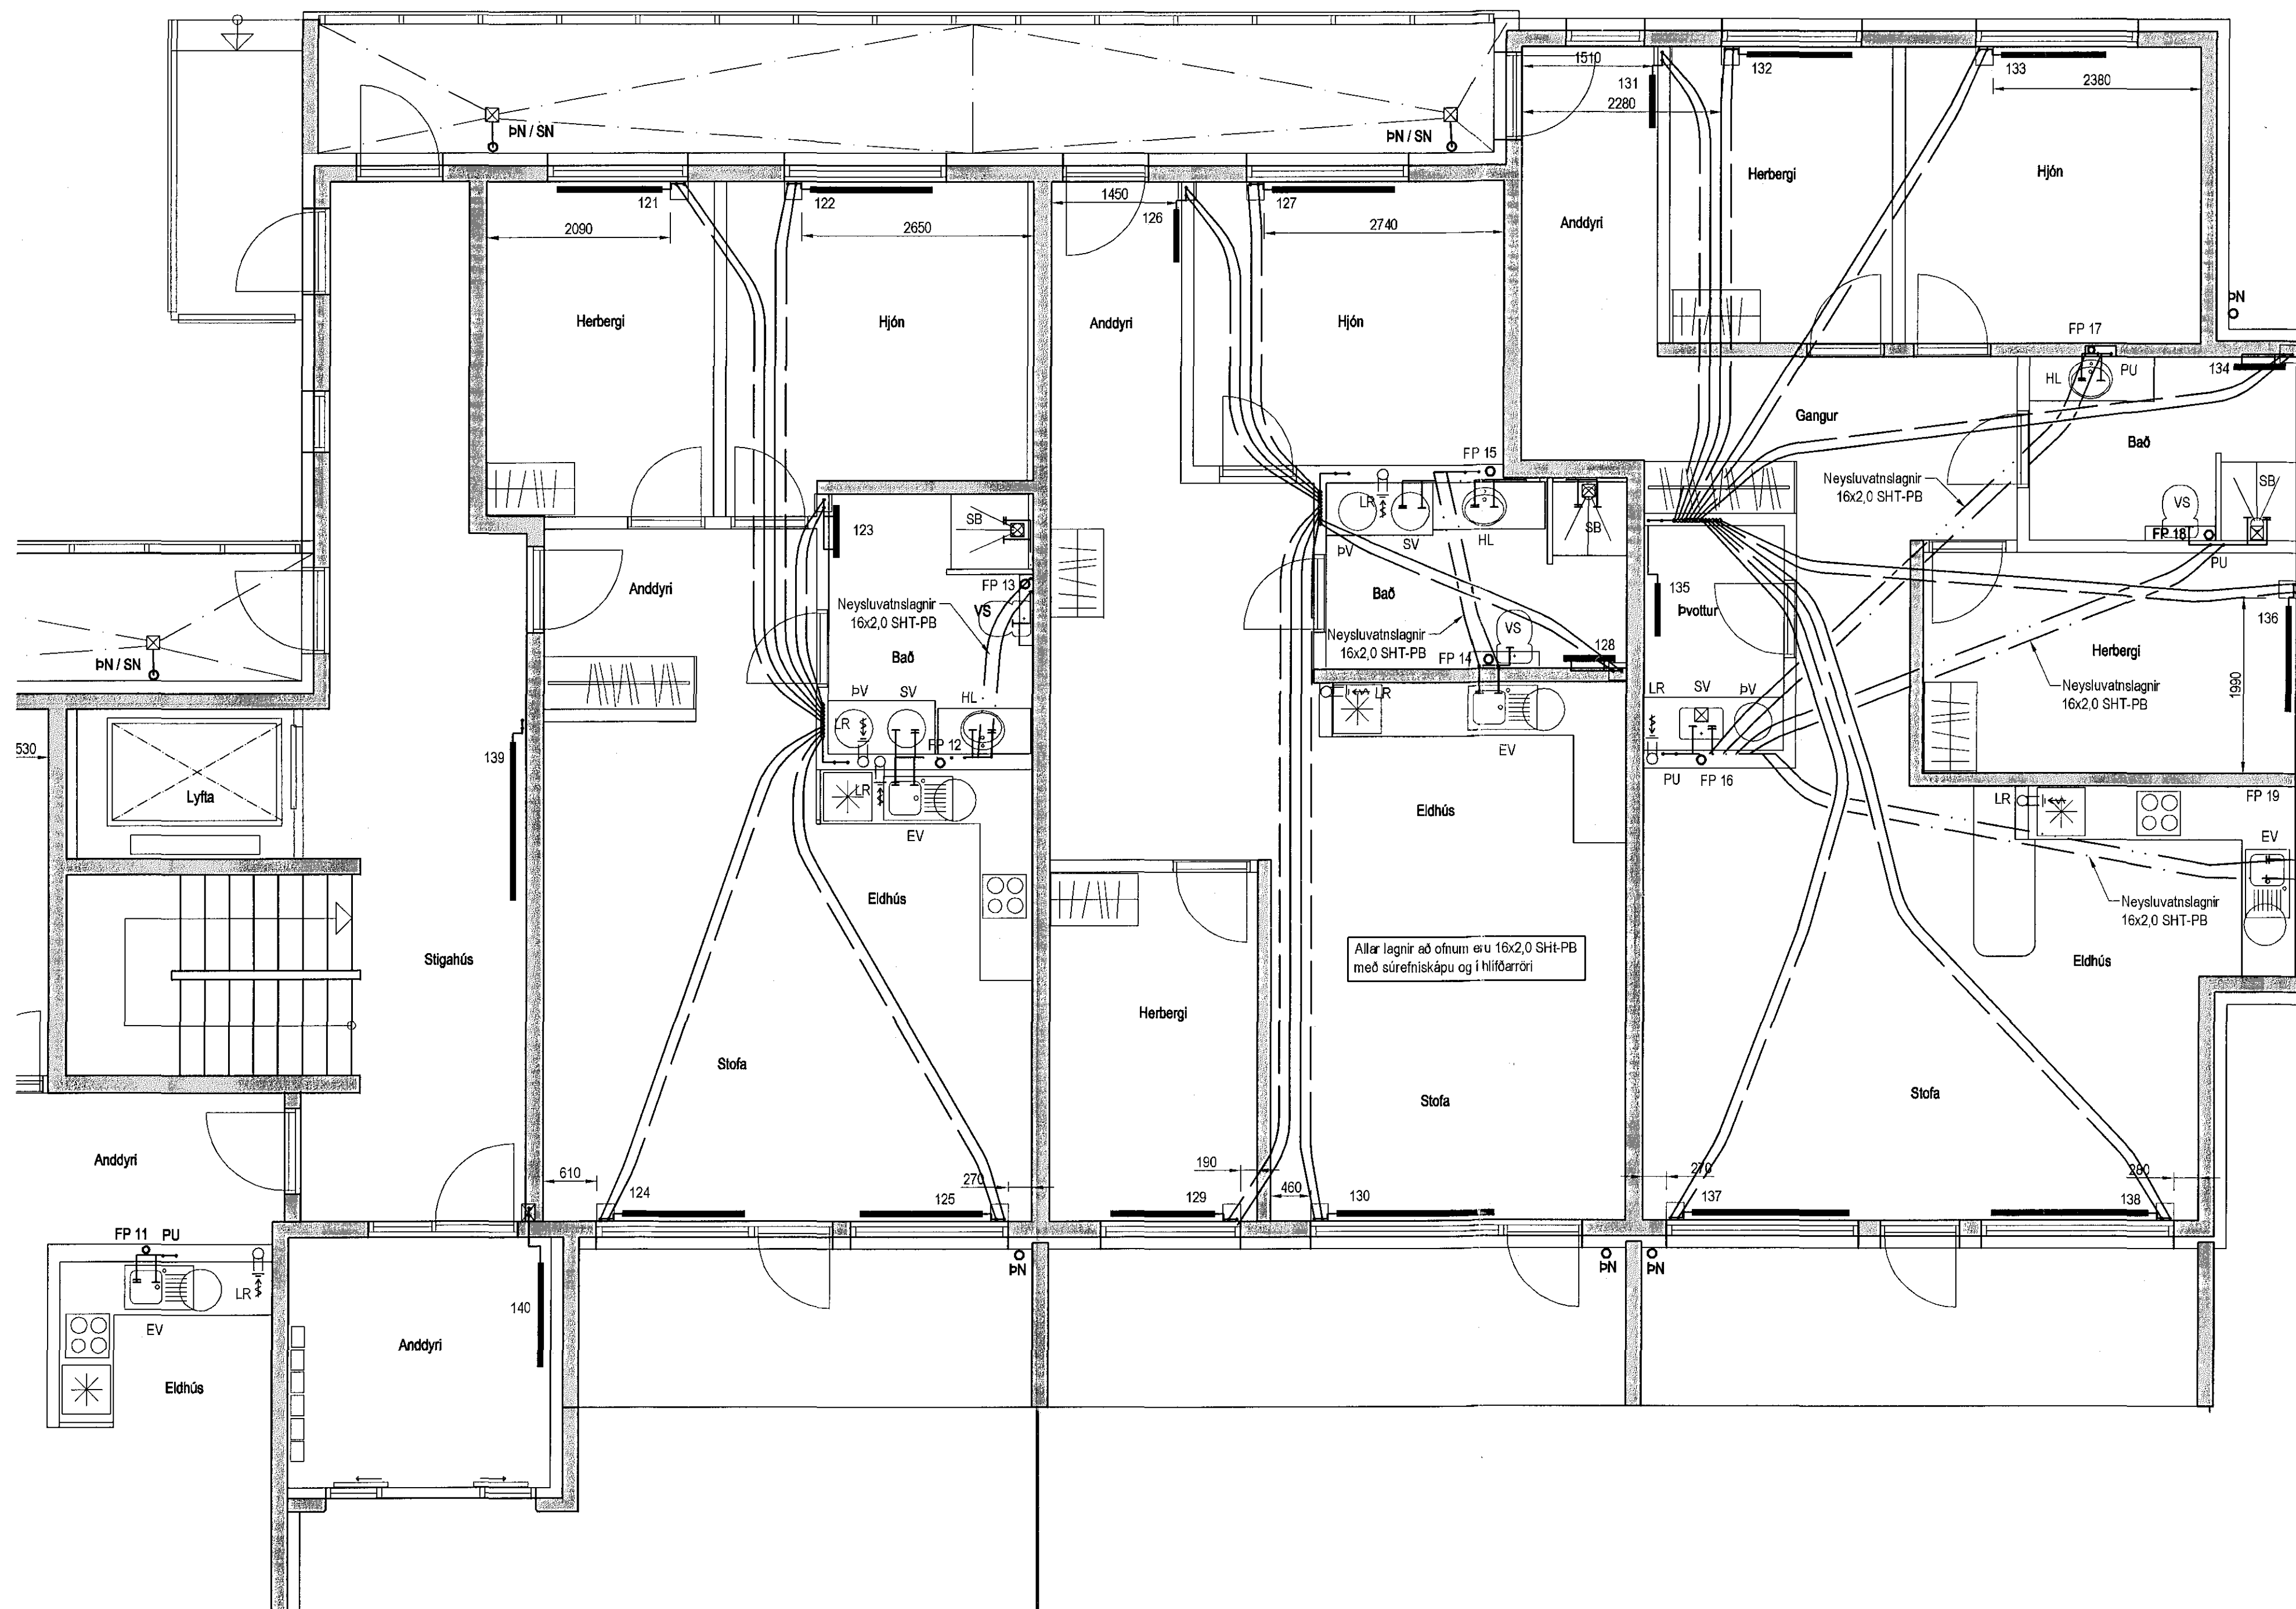 1510
131
132
133
2380
2280
ÞN / SN
ÞN / SN
Herbergi
Hjón
121
122
1450
126
127
2090
2650
2740
Anddyri
Herbergi
Hjón
Anddyri
Hjón
ÞN
FP 17
HL
PU
134
Gangur
Bað
FP 15
Neysluvatnslagnir
16x2,0 SHT-PB
LR
SB
123
SB
ÞV
SV
HL
VS
SB
FP 18
PU
Anddyri
FP 13
Neysluvatnslagnir
16x2,0 SHT-PB
VS
Bað
135
Þvottur
136
ÞN / SN
Bað
Neysluvatnslagnir
16x2,0 SHT-PB
VS
FP 14
128
Herbergi
Neysluvatnslagnir
16x2,0 SHT-PB
1990
ÞV
SV
HL
LR
LR
SV
ÞV
LR
FP 12
EV
530
139
PU
FP 16
Lyfta
LR
EV
Eldhús
LR
FP 19
EV
Eldhús
Neysluvatnslagnir
16x2,0 SHT-PB
Stigahús
Allar lagnir að ofnum eru 16x2,0 SHt-PB
með súrefniskápu og í hlífðarröri
Eldhús
Herbergi
Stofa
Stofa
Stofa
Anddyri
610
270
190
460
270
280
124
125
129
130
137
138
FP 11
PU
ÞN
ÞN
ÞN
LR
140
EV
Anddyri
Eldhús